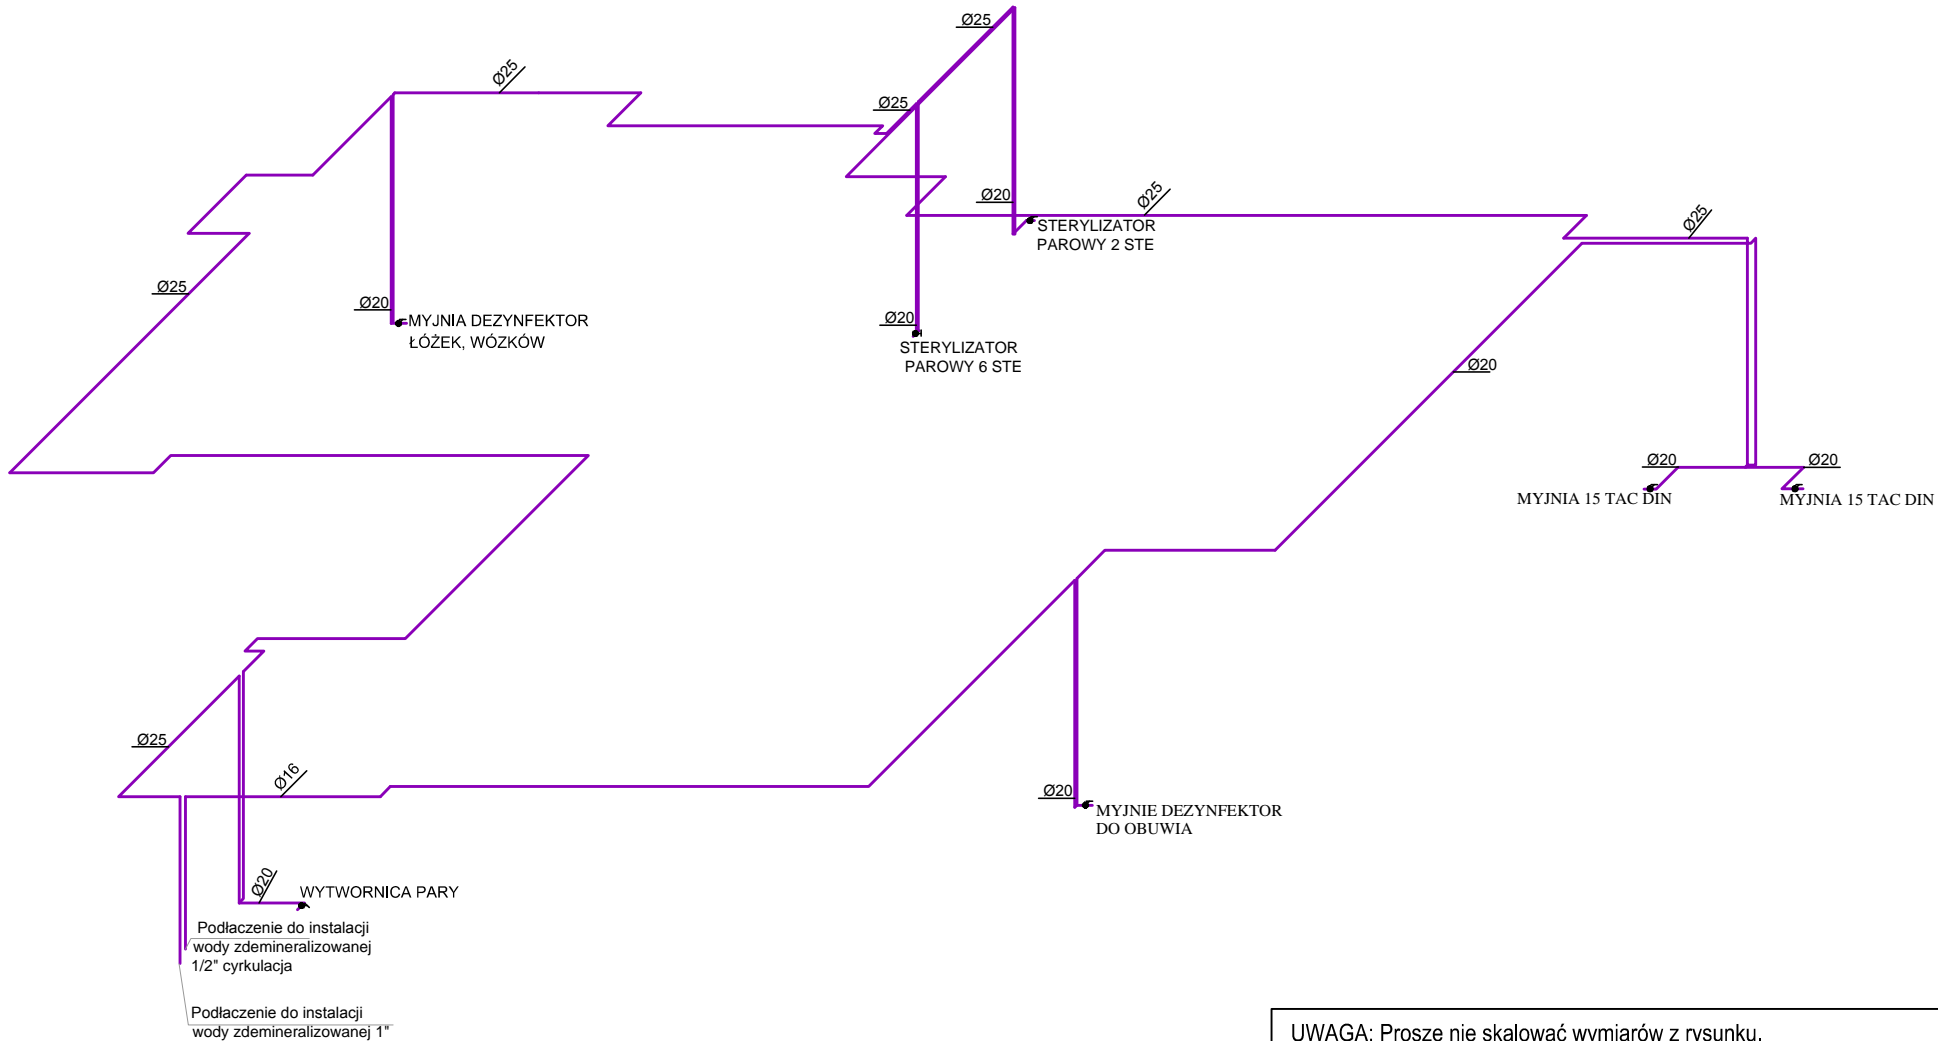 Ø25
Ø25
Ø25
Ø20
Ø25
Ø25
STERYLIZATOR
PAROWY 2 STE
Ø25
Ø20
MYJNIA DEZYNFEKTOR
ŁÓŻEK, WÓZKÓW
Ø20
STERYLIZATOR
PAROWY 6 STE
Ø20
Ø20
Ø20
MYJNIA 15 TAC DIN
MYJNIA 15 TAC DIN
Ø25
Ø16
Ø20
MYJNIE DEZYNFEKTOR
DO OBUWIA
Ø20
WYTWORNICA PARY
Podłaczenie do instalacji
wody zdemineralizowanej
1/2" cyrkulacja
Podłaczenie do instalacji
wody zdemineralizowanej 1"
UWAGA: Prosze nie skalować wymiarów z rysunku.